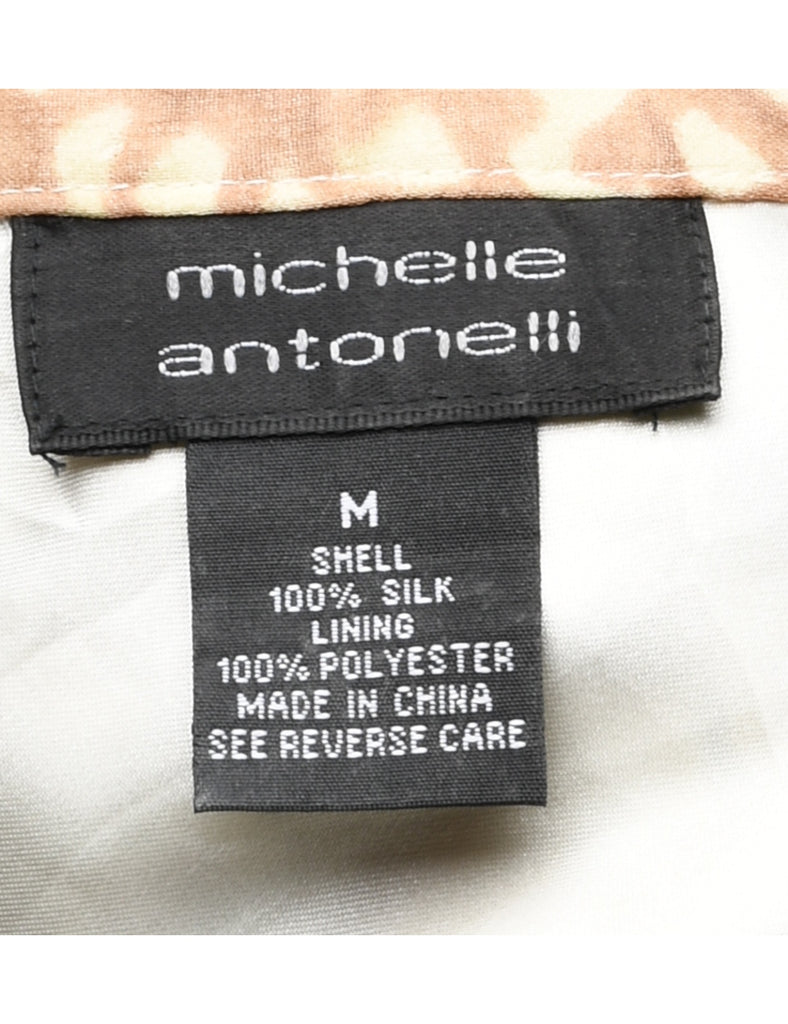 michelle
antonelli
M
SHELL
100% SILK
LINING
100% POLYESTER
MADE IN CHINA
SEE REVERSE CARE